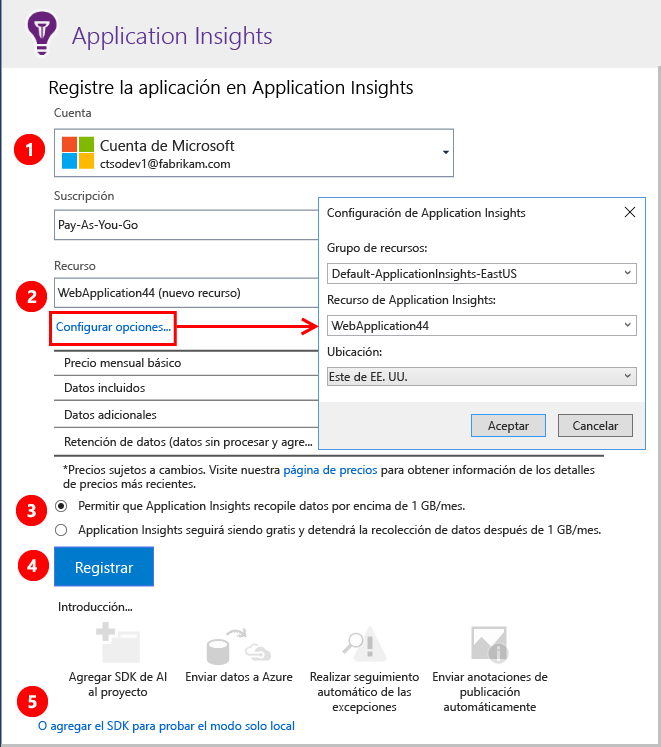 Application Insights
Registre la aplicación en Application Insights
Cuenta
1
Cuenta de Microsoft
ctsodev1@fabrikam.com
Suscripción
Pay-As-You-Go
Recurso
2
WebApplication44 (nuevo recurso)
Configurar opciones...
Configuración de Application Insights
Grupo de recursos:
Default-ApplicationInsights-EastUS
Recurso de Application Insights:
WebApplication44
Ubicación:
Este de EE. UU.
Aceptar
Cancelar
Precio mensual básico
Datos incluidos
Datos adicionales
Retención de datos (datos sin procesar y agre...
*Precios sujetos a cambios. Visite nuestra página de precios para obtener información de los detalles
de precios más recientes.
3
Permitir que Application Insights recopile datos por encima de 1 GB/mes.
Application Insights seguirá siendo gratis y detendrá la recolección de datos después de 1 GB/mes.
4
Registrar
Introducción...
Agregar SDK de AI
al proyecto
Enviar datos a Azure
Realizar seguimiento
automático de las
excepciones
Enviar anotaciones de
publicación
automáticamente
5
O agregar el SDK para probar el modo solo local